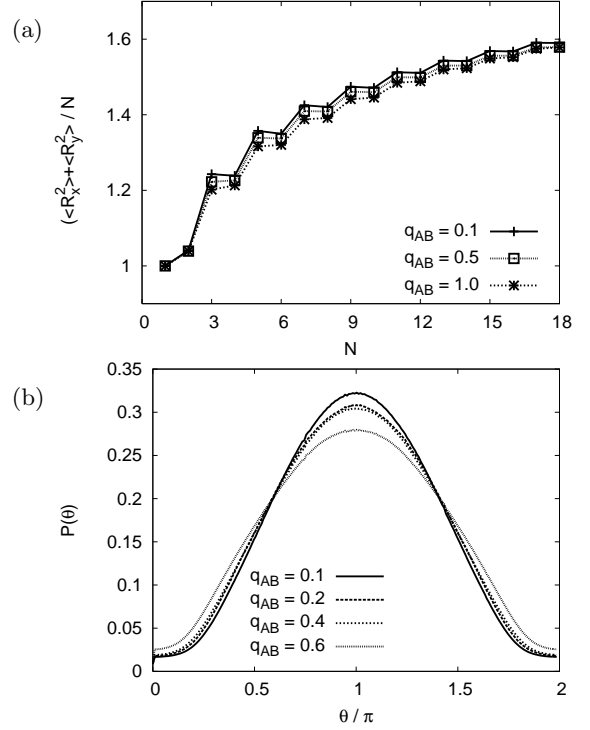 (a)
(<R_x^2>+<R_y^2> / N
1.6
1.4
1.2
1
q_AB = 0.1
q_AB = 0.5
q_AB = 1.0
0 3 6 9 12 15 18
N
(b)
P(θ)
0.35
0.3
0.25
0.2
0.15
0.1
0.05
0
q_AB = 0.1
q_AB = 0.2
q_AB = 0.4
q_AB = 0.6
0 0.5 1 1.5 2
θ / π